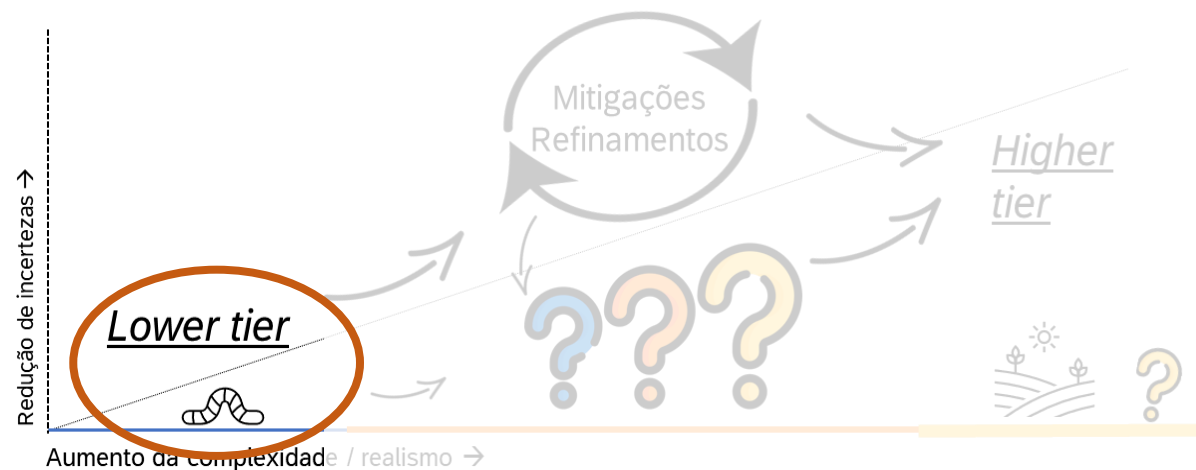 Mitigações
Refinamentos
Higher
tier
Lower tier
Redução de incertezas →
Aumento da complexidade / realismo →